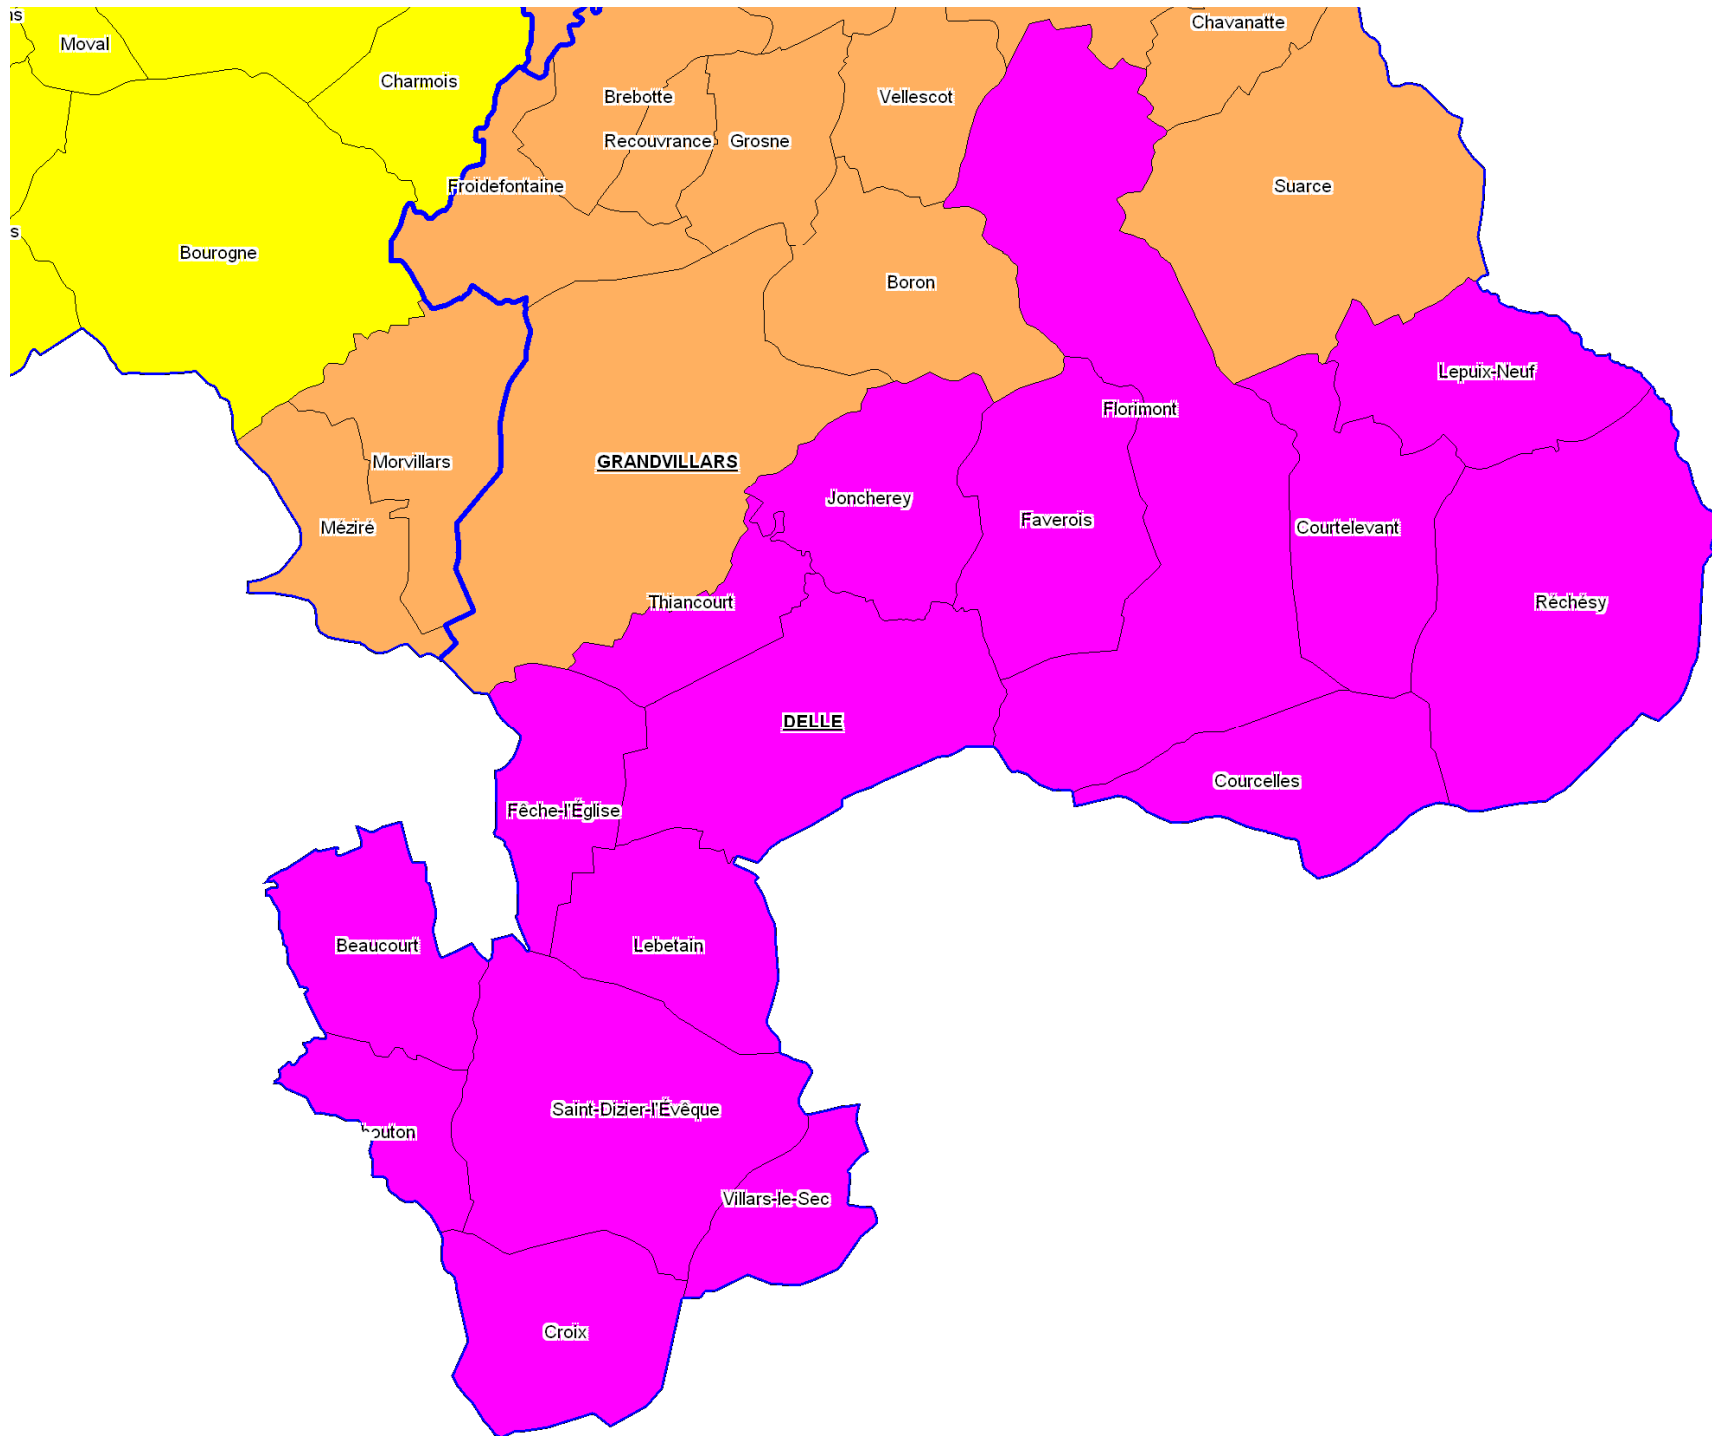 Chavanatte
Moval
Charmois
Brebotte
Vellescot
Recouvrance
Grosne
Froidefontaine
Suarce
Bourogne
Boron
Lepuix-Neuf
Florimont
Morvillars
GRANDVILLARS
Joncherey
Faverois
Courtelevant
Méziré
Thiancourt
Réchésy
DELLE
Courcelles
Fêche-l'Église
Beaucourt
Lebetain
Saint-Dizier-l'Évêque
bouton
Villars-le-Sec
Croix